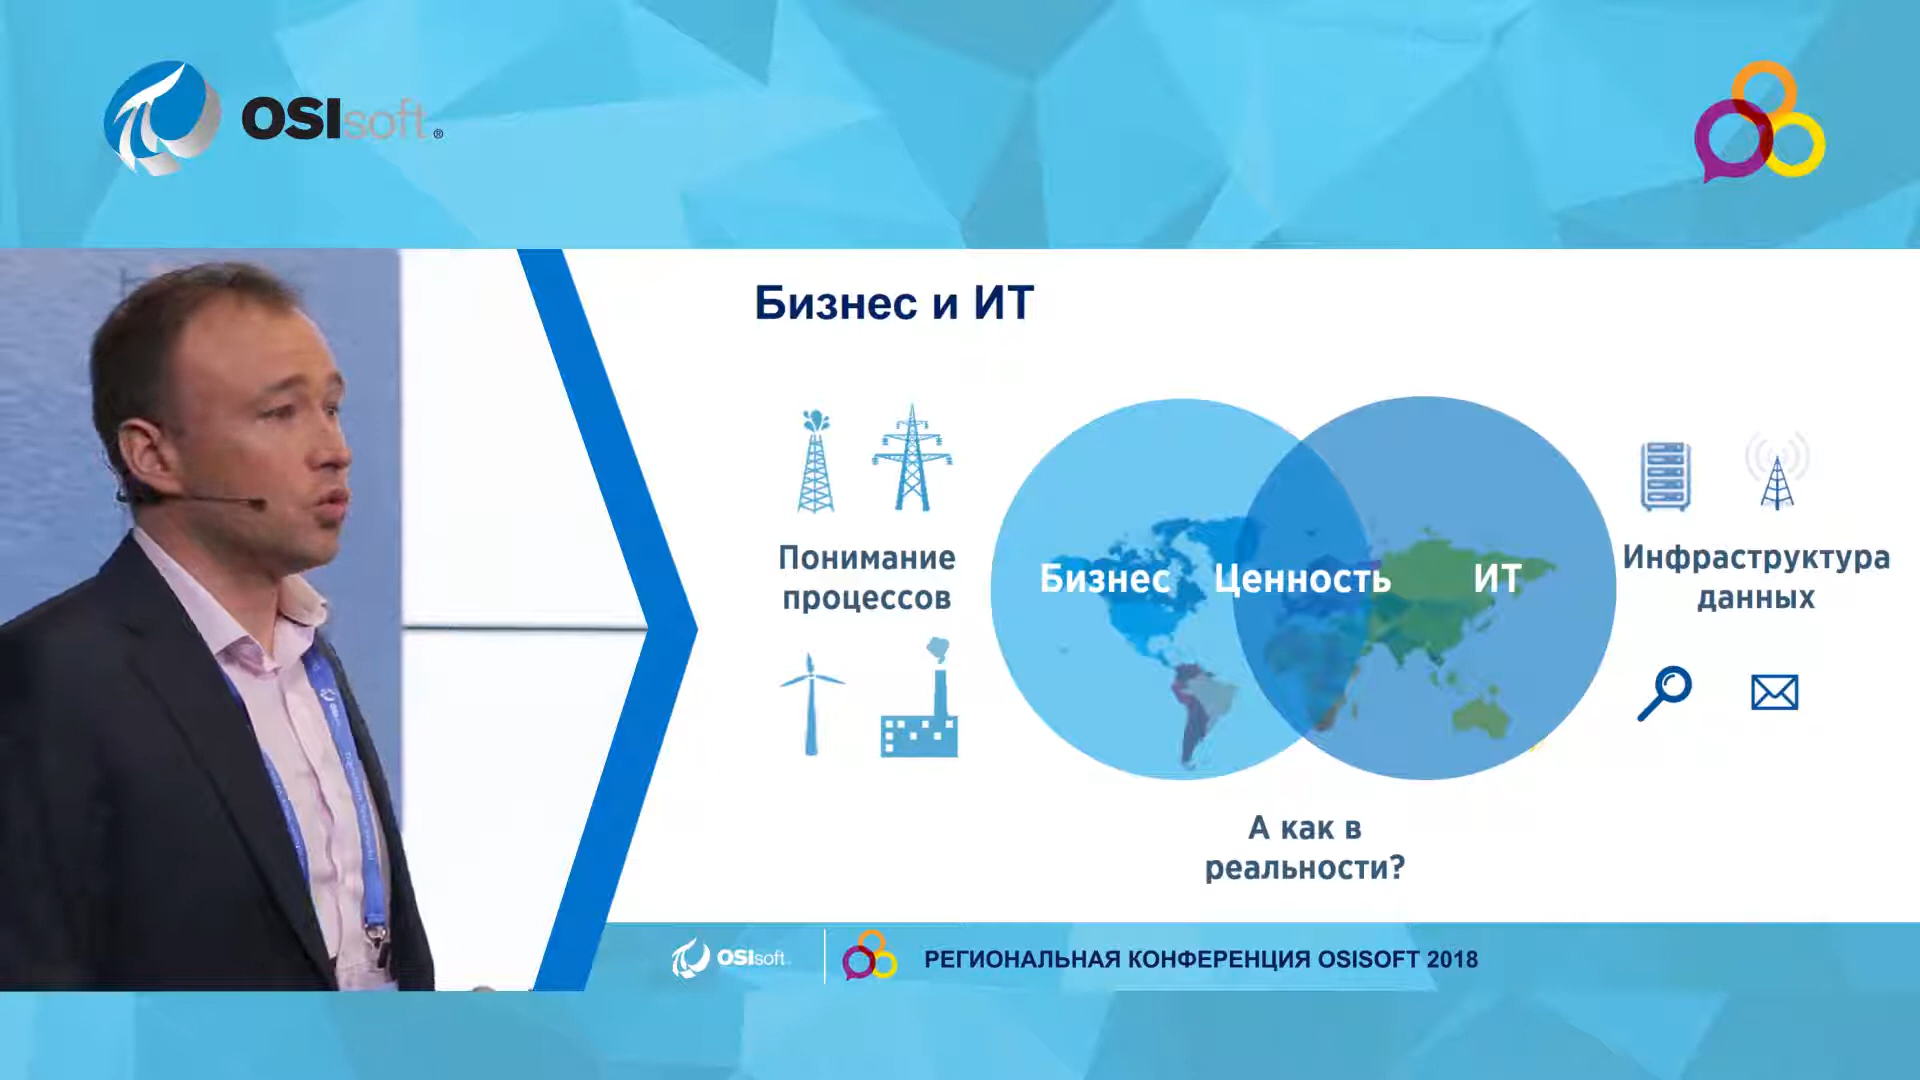 OSIsoft®
Бизнес и ИТ
Понимание
процессов
Бизнес
Ценность
ИТ
Инфраструктура
данных
А как в
реальности?
OSIsoft
РЕГИОНАЛЬНАЯ КОНФЕРЕНЦИЯ OSISOFT 2018